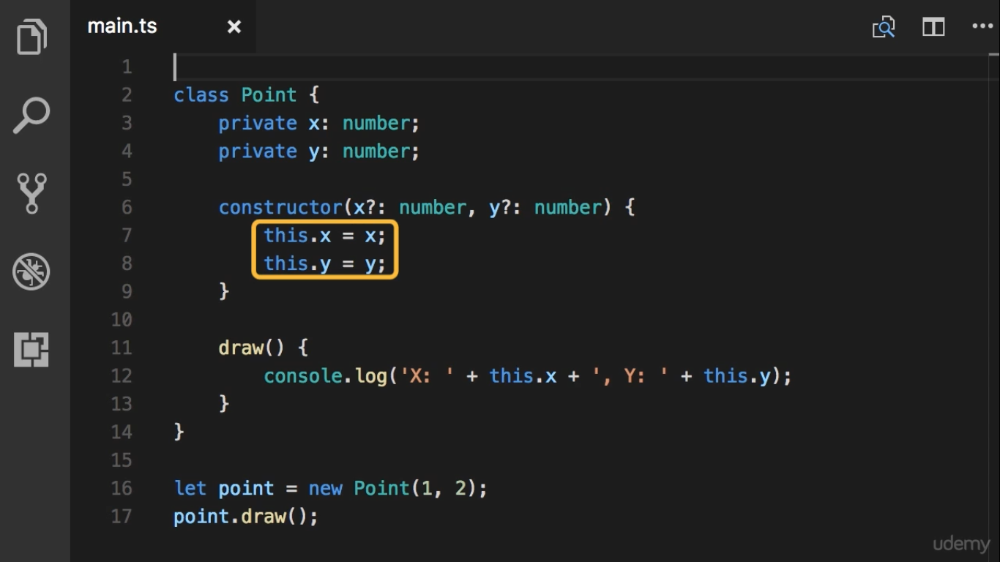 main.ts
1
2 class Point {
3     private x: number;
4     private y: number;
5
6     constructor(x?: number, y?: number) {
7         this.x = x;
8         this.y = y;
9     }
10
11     draw() {
12         console.log('X: ' + this.x + ', Y: ' + this.y);
13     }
14 }
15
16 let point = new Point(1, 2);
17 point.draw();
udemy